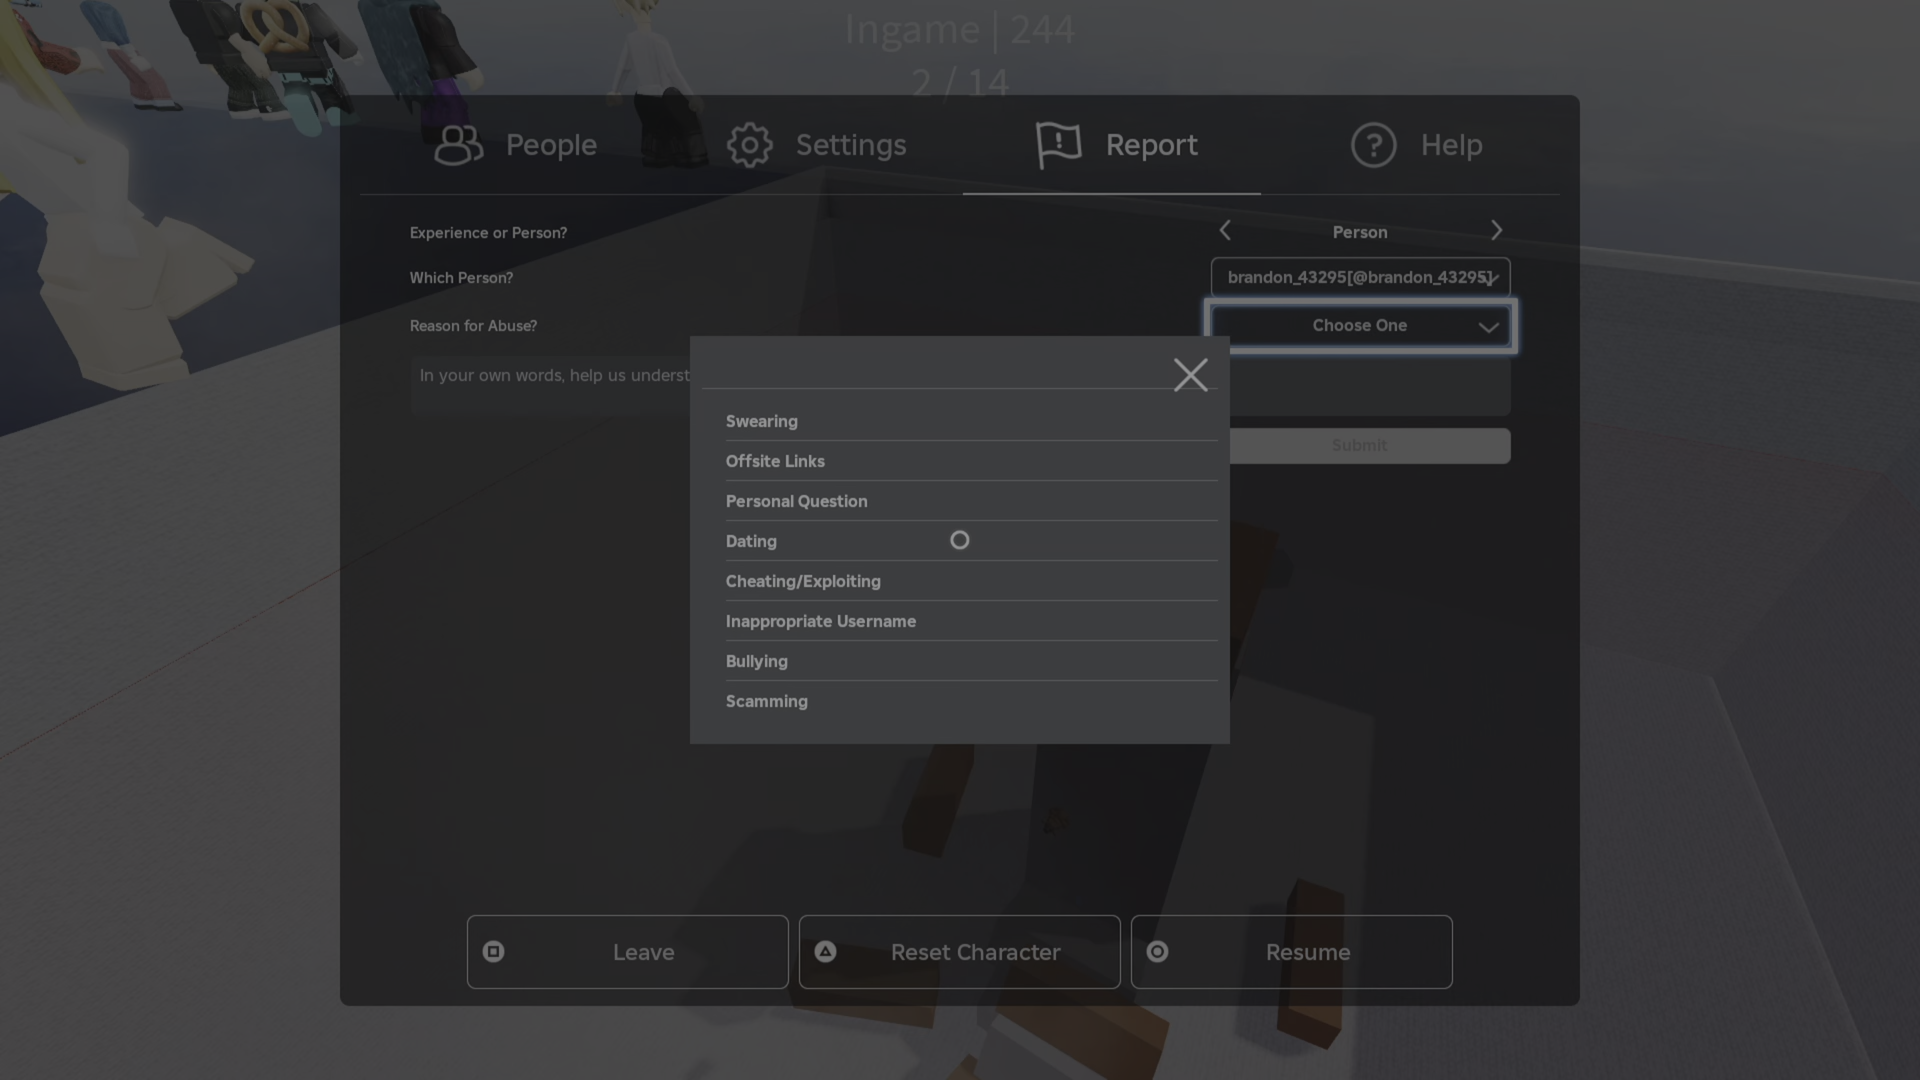 Ingame | 244
2 / 14
People
Settings
Report
Help
Experience or Person?
Person
Which Person?
brandon_43295[@brandon_43295]
Reason for Abuse?
Choose One
In your own words, help us underst
Submit
Swearing
Offsite Links
Personal Question
Dating
Cheating/Exploiting
Inappropriate Username
Bullying
Scamming
Leave
Reset Character
Resume